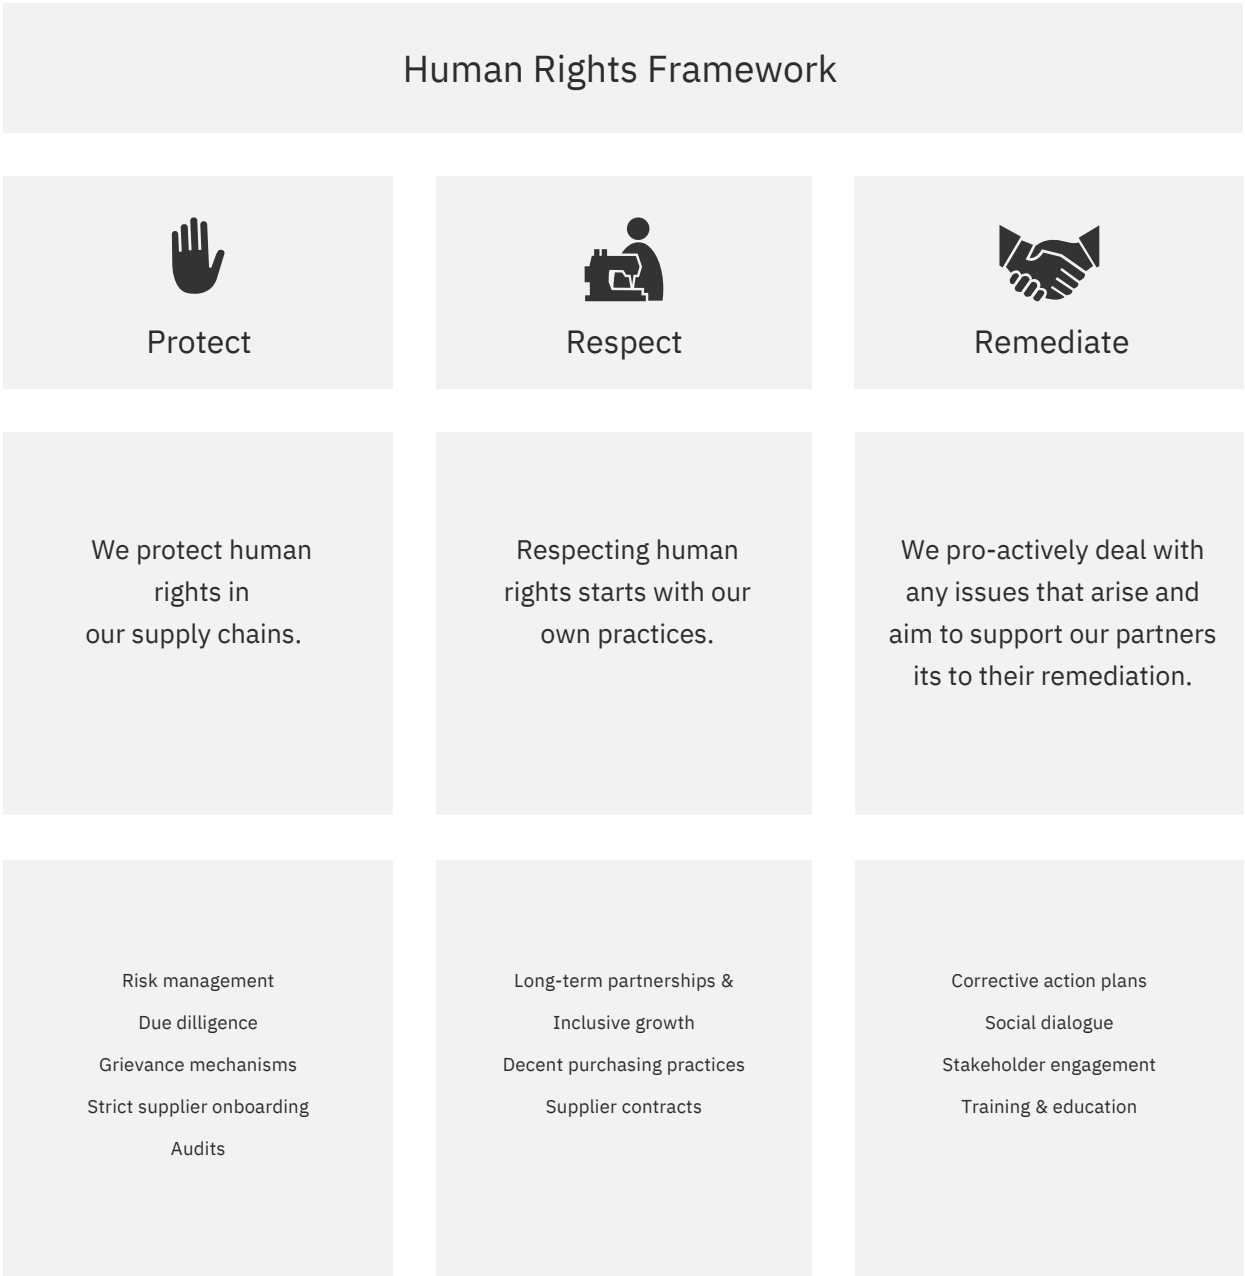 Human Rights Framework
Protect
Respect
Remediate
We protect human
rights in
our supply chains.
Respecting human
rights starts with our
own practices.
We pro-actively deal with
any issues that arise and
aim to support our partners
its to their remediation.
Risk management
Due dilligence
Grievance mechanisms
Strict supplier onboarding
Audits
Long-term partnerships &
Inclusive growth
Decent purchasing practices
Supplier contracts
Corrective action plans
Social dialogue
Stakeholder engagement
Training & education